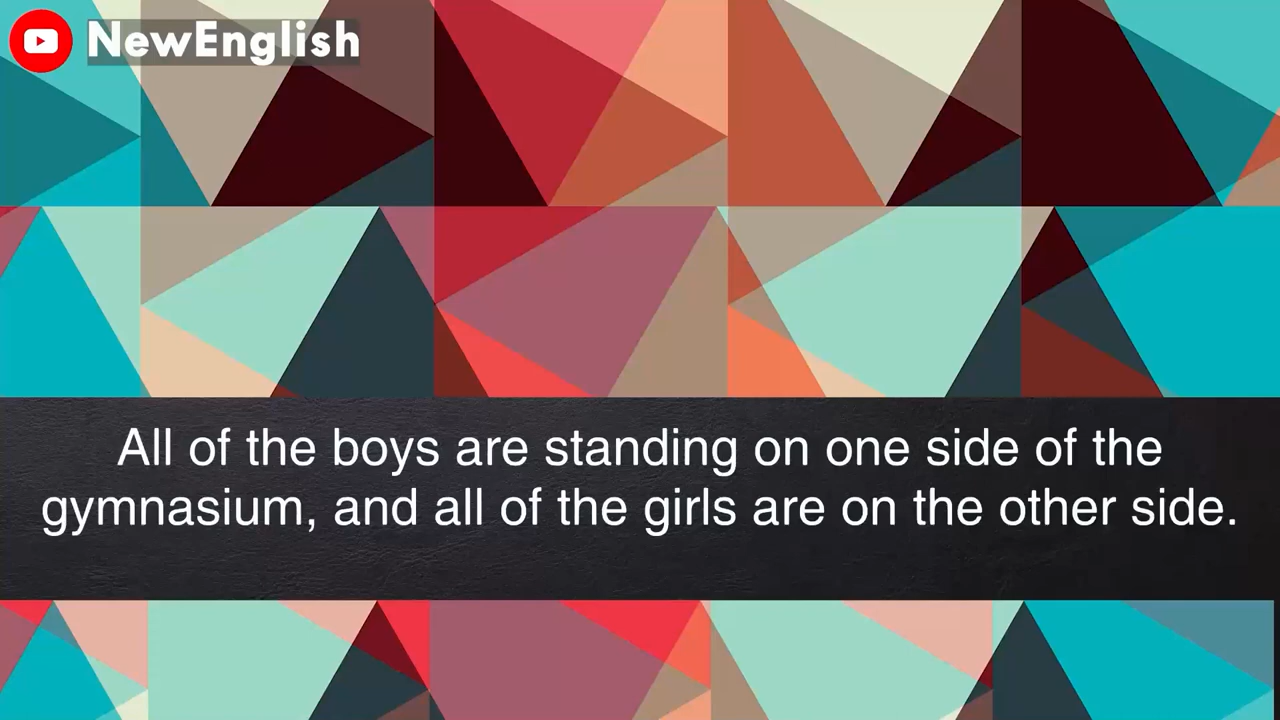 NewEnglish
All of the boys are standing on one side of the
gymnasium, and all of the girls are on the other side.